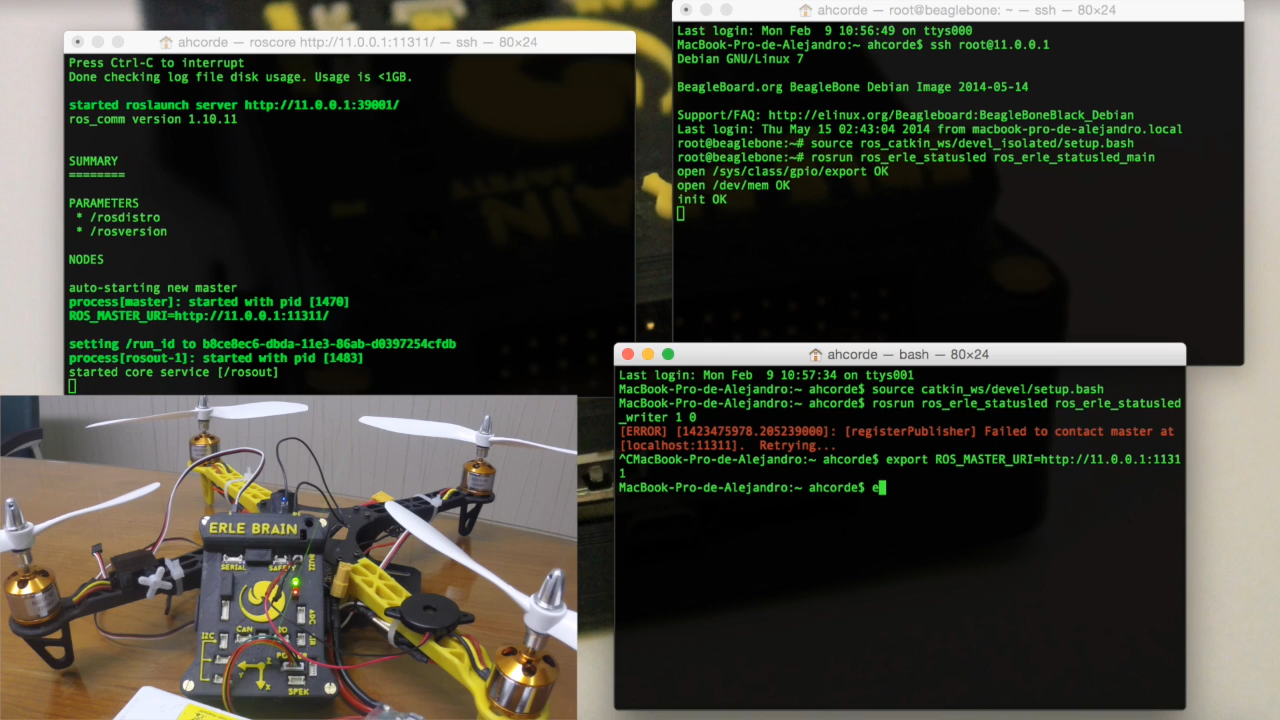 ahcorde — roscore http://11.0.0.1:11311/ — ssh — 80×24
Press Ctrl-C to interrupt
Done checking log file disk usage. Usage is <1GB.
started roslaunch server http://11.0.0.1:39001/
ros_comm version 1.10.11
SUMMARY
========
PARAMETERS
* /rosdistro
* /rosversion
NODES
auto-starting new master
process[master]: started with pid [1470]
ROS_MASTER_URI=http://11.0.0.1:11311/
setting /run_id to b8ce8ec6-dbda-11e3-86ab-d0397254cfdb
process[rosout-1]: started with pid [1483]
started core service [/rosout]
ahcorde — root@beaglebone: ~ — ssh — 80×24
Last login: Mon Feb  9 10:56:49 on ttys000
MacBook-Pro-de-Alejandro:~ ahcorde$ ssh root@11.0.0.1
Debian GNU/Linux 7
BeagleBoard.org BeagleBone Debian Image 2014-05-14
Support/FAQ: http://elinux.org/Beagleboard:BeagleBoneBlack_Debian
Last login: Thu May 15 02:43:04 2014 from macbook-pro-de-alejandro.local
root@beaglebone:~# source ros_catkin_ws/devel_isolated/setup.bash
root@beaglebone:~# rosrun ros_erle_statusled ros_erle_statusled_main
open /sys/class/gpio/export OK
open /dev/mem OK
init OK
ahcorde — bash — 80×24
Last login: Mon Feb  9 10:57:34 on ttys001
MacBook-Pro-de-Alejandro:~ ahcorde$ source catkin_ws/devel/setup.bash
MacBook-Pro-de-Alejandro:~ ahcorde$ rosrun ros_erle_statusled ros_erle_statusled
_writer 1 0
[ERROR] [1423475978.205239000]: [registerPublisher] Failed to contact master at
[localhost:11311].  Retrying...
^CMacBook-Pro-de-Alejandro:~ ahcorde$ export ROS_MASTER_URI=http://11.0.0.1:1131
1
MacBook-Pro-de-Alejandro:~ ahcorde$ e
ERLE BRAIN
SERIAL
BUZZ
ADC
I2C
CAN
IO
Z
Y
X
SPEK